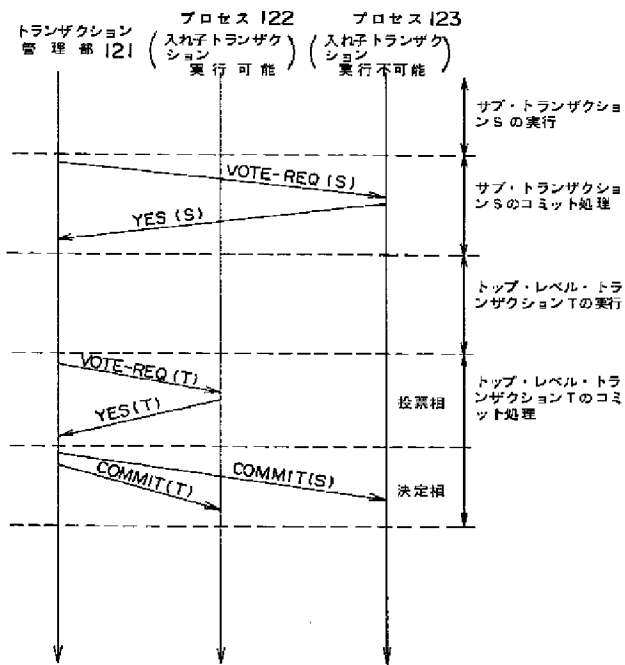 トランザクション
管理部 121
プロセス 122
(入れ子トランザク
ション
実行可能)
プロセス 123
(入れ子トランザク
ション
実行不可能)
サブ・トランザクショ
ンSの実行
VOTE-REQ (S)
YES (S)
サブ・トランザクショ
ンSのコミット処理
トップ・レベル・トラ
ンザクションTの実行
VOTE-REQ (T)
YES (T)
投票相
トップ・レベル・トラ
ンザクションTのコミ
ット処理
COMMIT(S)
COMMIT(T)
決定相